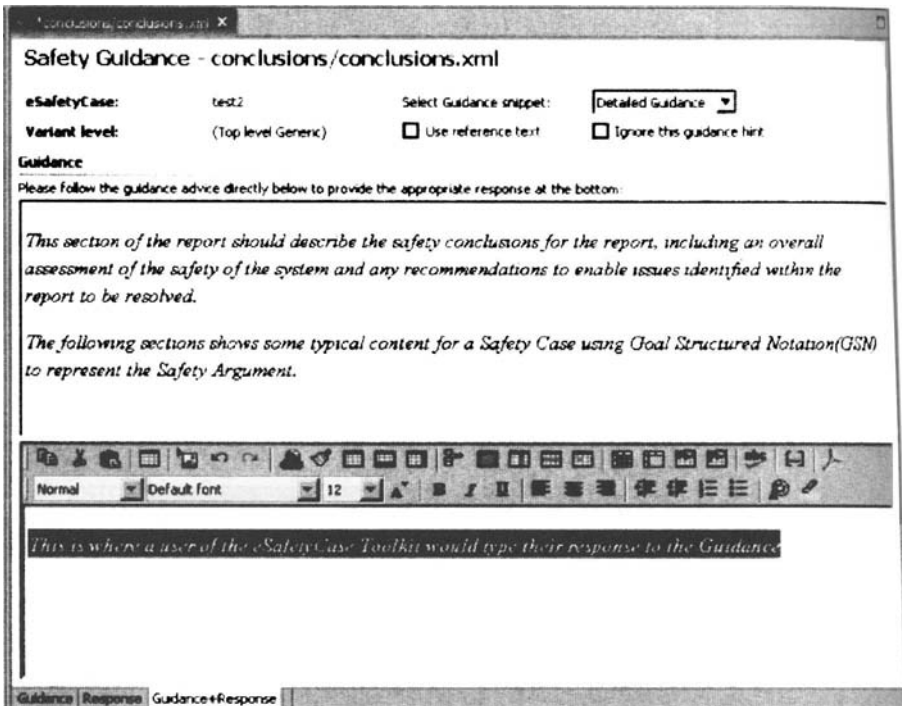 *conclusions/conclusions.xml X
Safety Guidance - conclusions/conclusions.xml
eSafetyCase: test2 Select Guidance snippet: Detailed Guidance
Variant level: (Top level Generic) Use reference text Ignore this guidance hint
Guidance
Please follow the guidance advice directly below to provide the appropriate response at the bottom:
This section of the report should describe the safety conclusions for the report, including an overall
assessment of the safety of the system and any recommendations to enable issues identified within the
report to be resolved.
The following sections shows some typical content for a Safety Case using Goal Structured Notation(GSN)
to represent the Safety Argument.
Normal Default font 12 A B I U
This is where a user of the eSafetyCase Toolkit would type their response to the Guidance
Guidance Response Guidance+Response